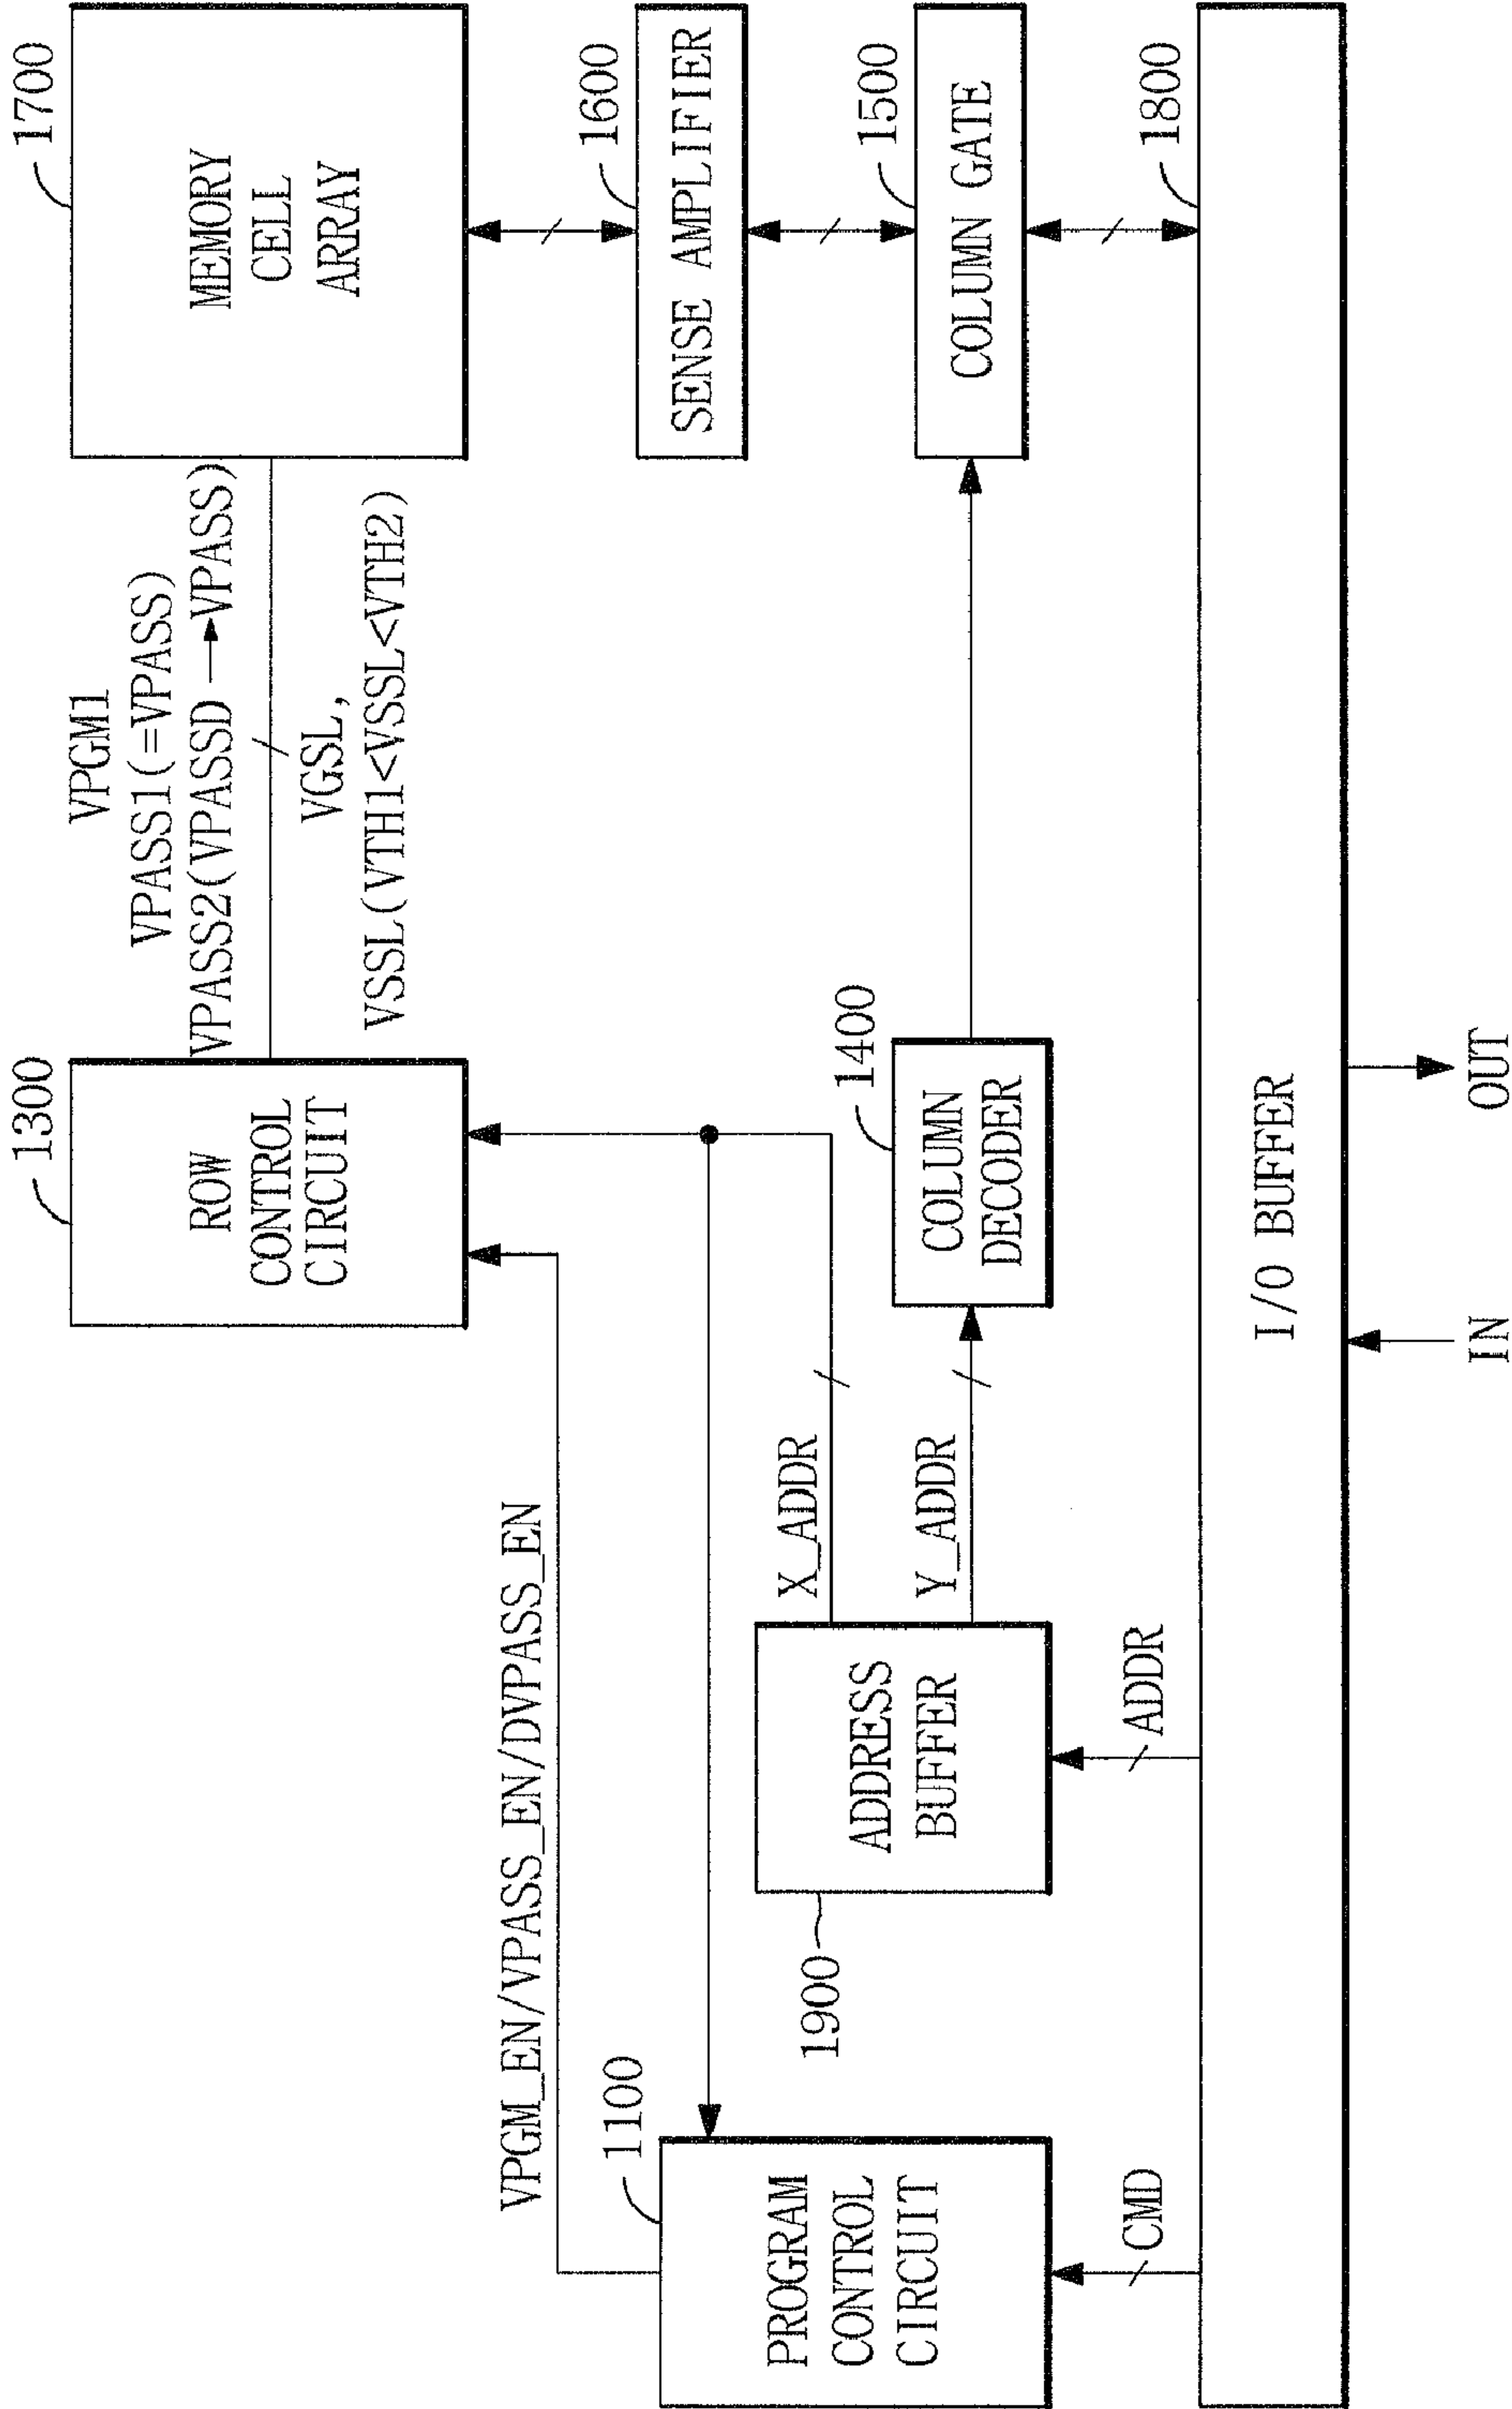 1300
ROW
CONTROL
CIRCUIT
VPGM1
VPASS1(=VPASS)
VPASS2(VPASSD→VPASS)
VGSL,
VSSL(VTH1<VSSL<VTH2)
1700
MEMORY
CELL
ARRAY
VPGM_EN/VPASS_EN/DVPASS_EN
1600
SENSE AMPLIFIER
1100
PROGRAM
CONTROL
CIRCUIT
1900
ADDRESS
BUFFER
X_ADDR
Y_ADDR
1400
COLUMN
DECODER
1500
COLUMN GATE
CMD
ADDR
1800
I/O BUFFER
IN
OUT